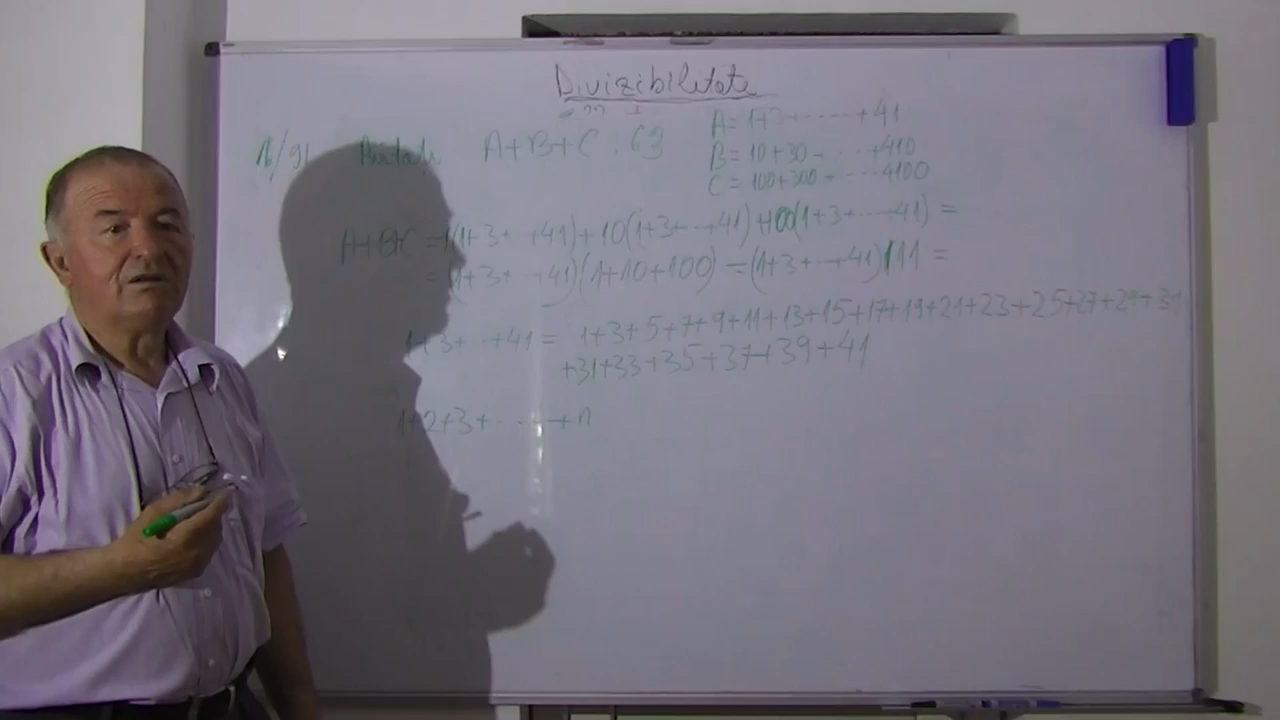 Divizibilitate
A+B+C ⋮ 63
A = 1+3+-----+41
B = 10+30-...+410
C = 100+300-...4100
A+B+C = 1(1+3+...+41)+10(1+3+...+41)+100(1+3+...+41) =
= (1+3+...+41)(1+10+100) = (1+3+...+41)111 =
1+3+...+41 = 1+3+5+7+9+11+13+15+17+19+21+23+25+27+29+31
+31+33+35+37+39+41
1+2+3+.....+n